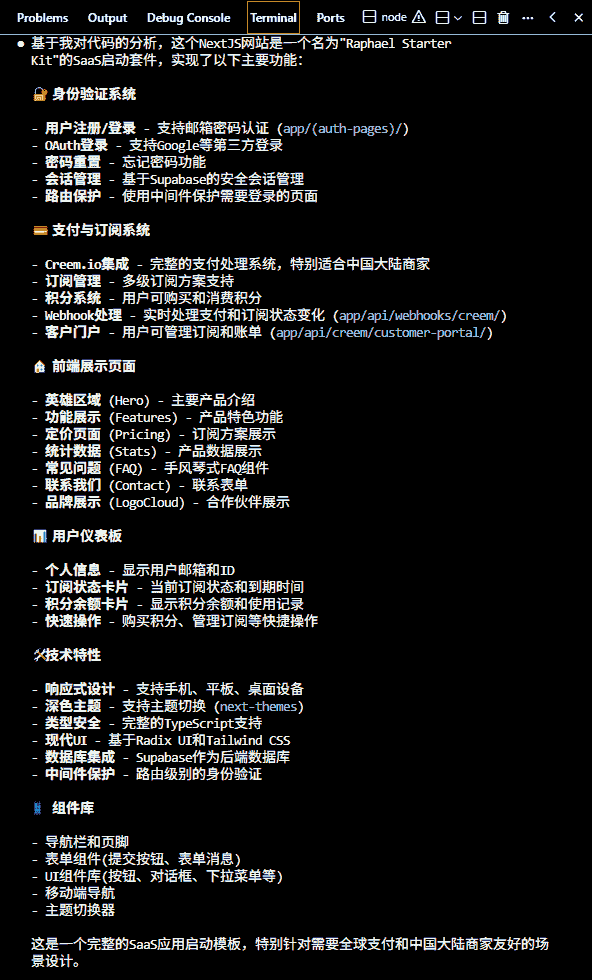 Problems Output Debug Console Terminal Ports node
● 基于我对代码的分析，这个NextJS网站是一个名为"Raphael Starter
Kit"的SaaS启动套件，实现了以下主要功能：
🔐 身份验证系统
- 用户注册/登录 - 支持邮箱密码认证 (app/(auth-pages)/)
- OAuth登录 - 支持Google等第三方登录
- 密码重置 - 忘记密码功能
- 会话管理 - 基于Supabase的安全会话管理
- 路由保护 - 使用中间件保护需要登录的页面
💳 支付与订阅系统
- Creem.io集成 - 完整的支付处理系统，特别适合中国大陆商家
- 订阅管理 - 多级订阅方案支持
- 积分系统 - 用户可购买和消费积分
- Webhook处理 - 实时处理支付和订阅状态变化 (app/api/webhooks/creem/)
- 客户门户 - 用户可管理订阅和账单 (app/api/creem/customer-portal/)
🏠 前端展示页面
- 英雄区域 (Hero) - 主要产品介绍
- 功能展示 (Features) - 产品特色功能
- 定价页面 (Pricing) - 订阅方案展示
- 统计数据 (Stats) - 产品数据展示
- 常见问题 (FAQ) - 手风琴式FAQ组件
- 联系我们 (Contact) - 联系表单
- 品牌展示 (LogoCloud) - 合作伙伴展示
📊 用户仪表板
- 个人信息 - 显示用户邮箱和ID
- 订阅状态卡片 - 当前订阅状态和到期时间
- 积分余额卡片 - 显示积分余额和使用记录
- 快速操作 - 购买积分、管理订阅等快捷操作
🛠️技术特性
- 响应式设计 - 支持手机、平板、桌面设备
- 深色主题 - 支持主题切换 (next-themes)
- 类型安全 - 完整的TypeScript支持
- 现代UI - 基于Radix UI和Tailwind CSS
- 数据库集成 - Supabase作为后端数据库
- 中间件保护 - 路由级别的身份验证
📱 组件库
- 导航栏和页脚
- 表单组件(提交按钮、表单消息)
- UI组件库(按钮、对话框、下拉菜单等)
- 移动端导航
- 主题切换器
这是一个完整的SaaS应用启动模板，特别针对需要全球支付和中国大陆商家友好的场
景设计。